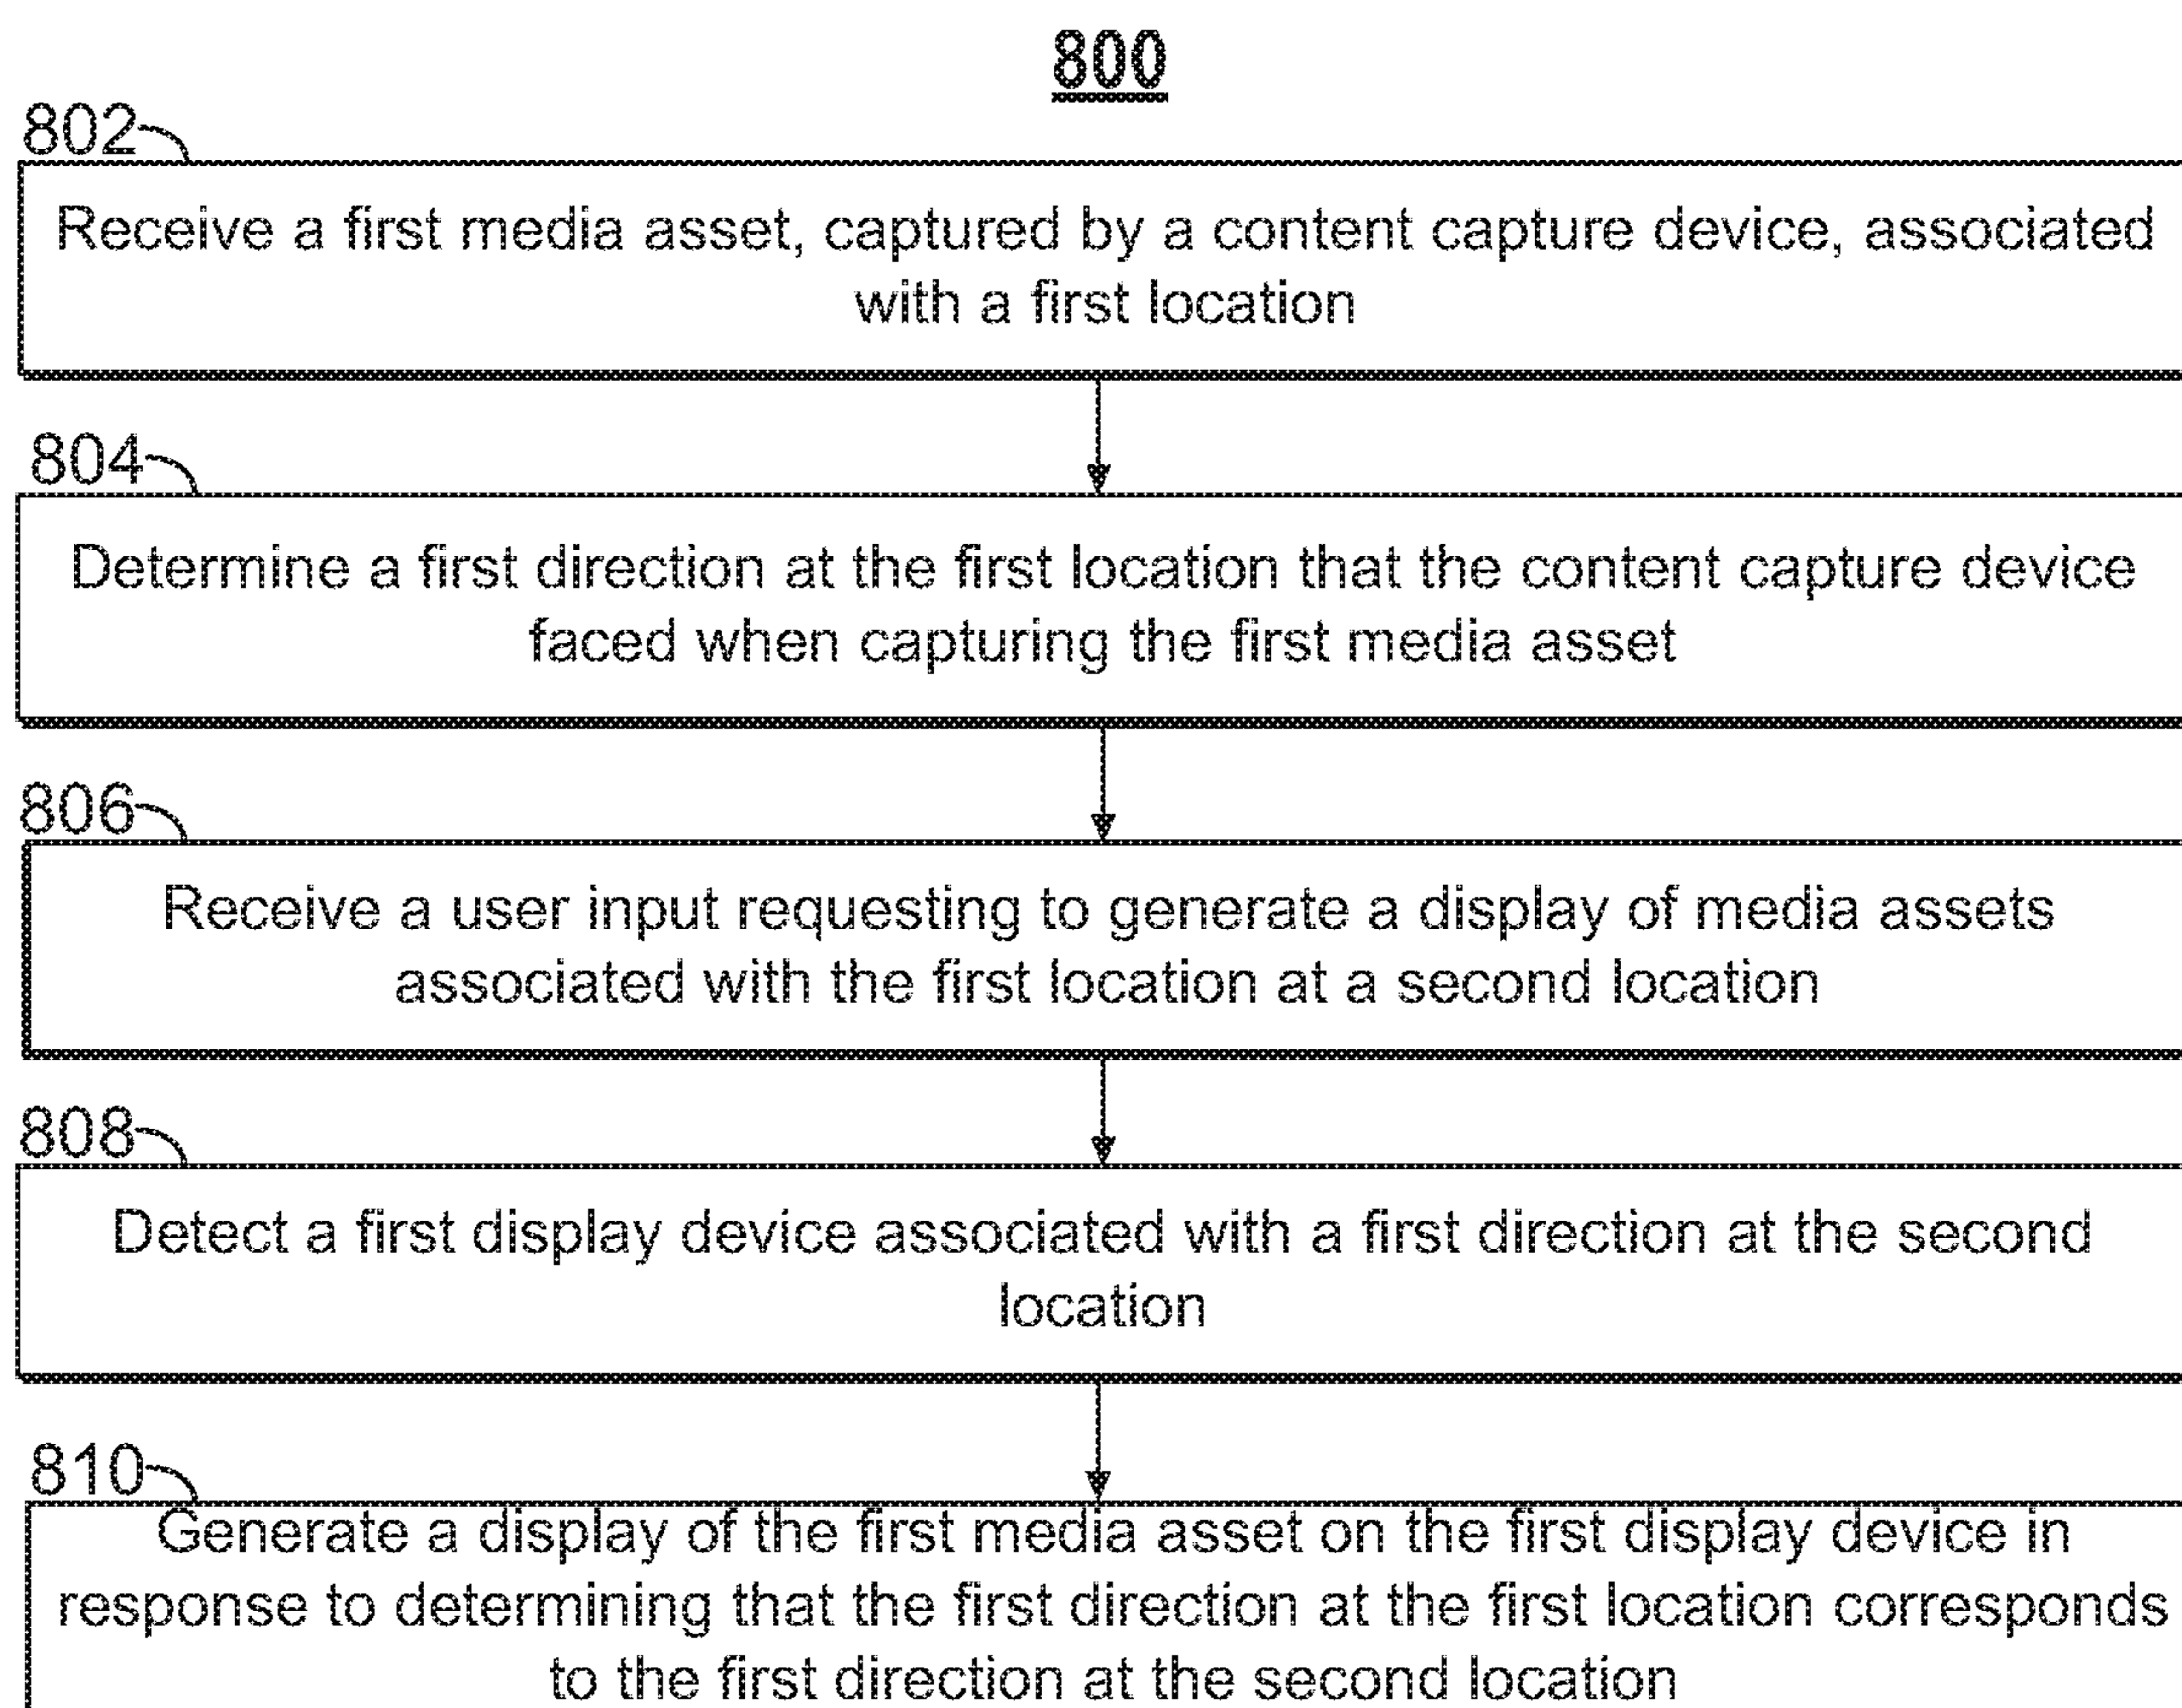 800
802
Receive a first media asset, captured by a content capture device, associated
with a first location
804
Determine a first direction at the first location that the content capture device
faced when capturing the first media asset
806
Receive a user input requesting to generate a display of media assets
associated with the first location at a second location
808
Detect a first display device associated with a first direction at the second
location
810
Generate a display of the first media asset on the first display device in
response to determining that the first direction at the first location corresponds
to the first direction at the second location